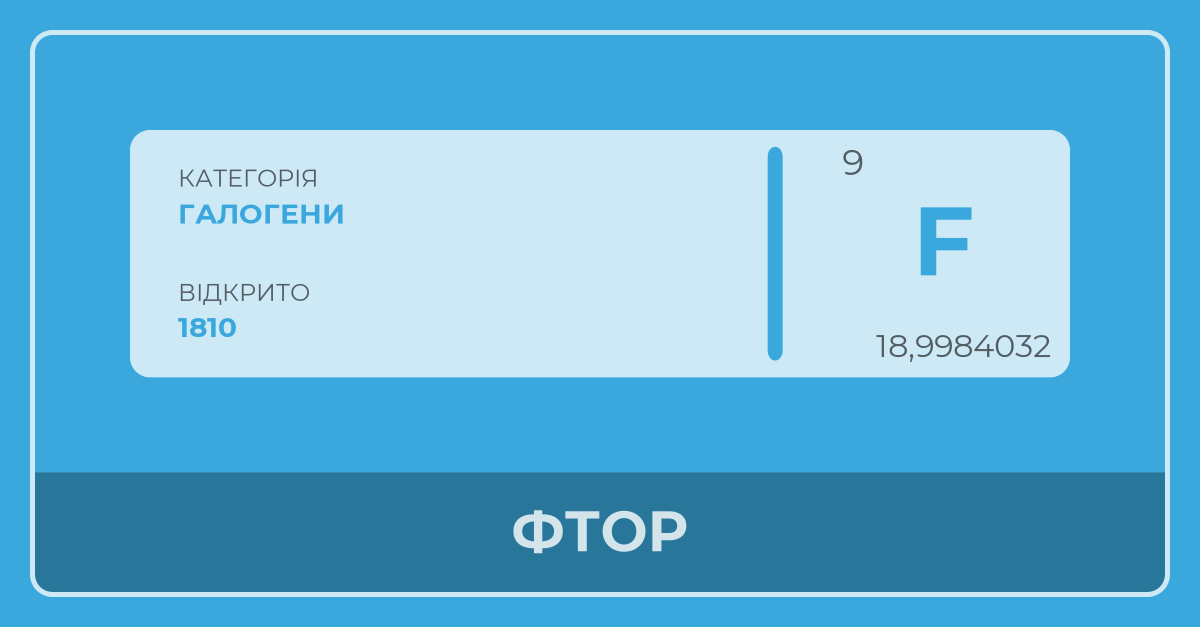 КАТЕГОРІЯ
ГАЛОГЕНИ
ВІДКРИТО
1810
9
F
18,9984032
ФТОР